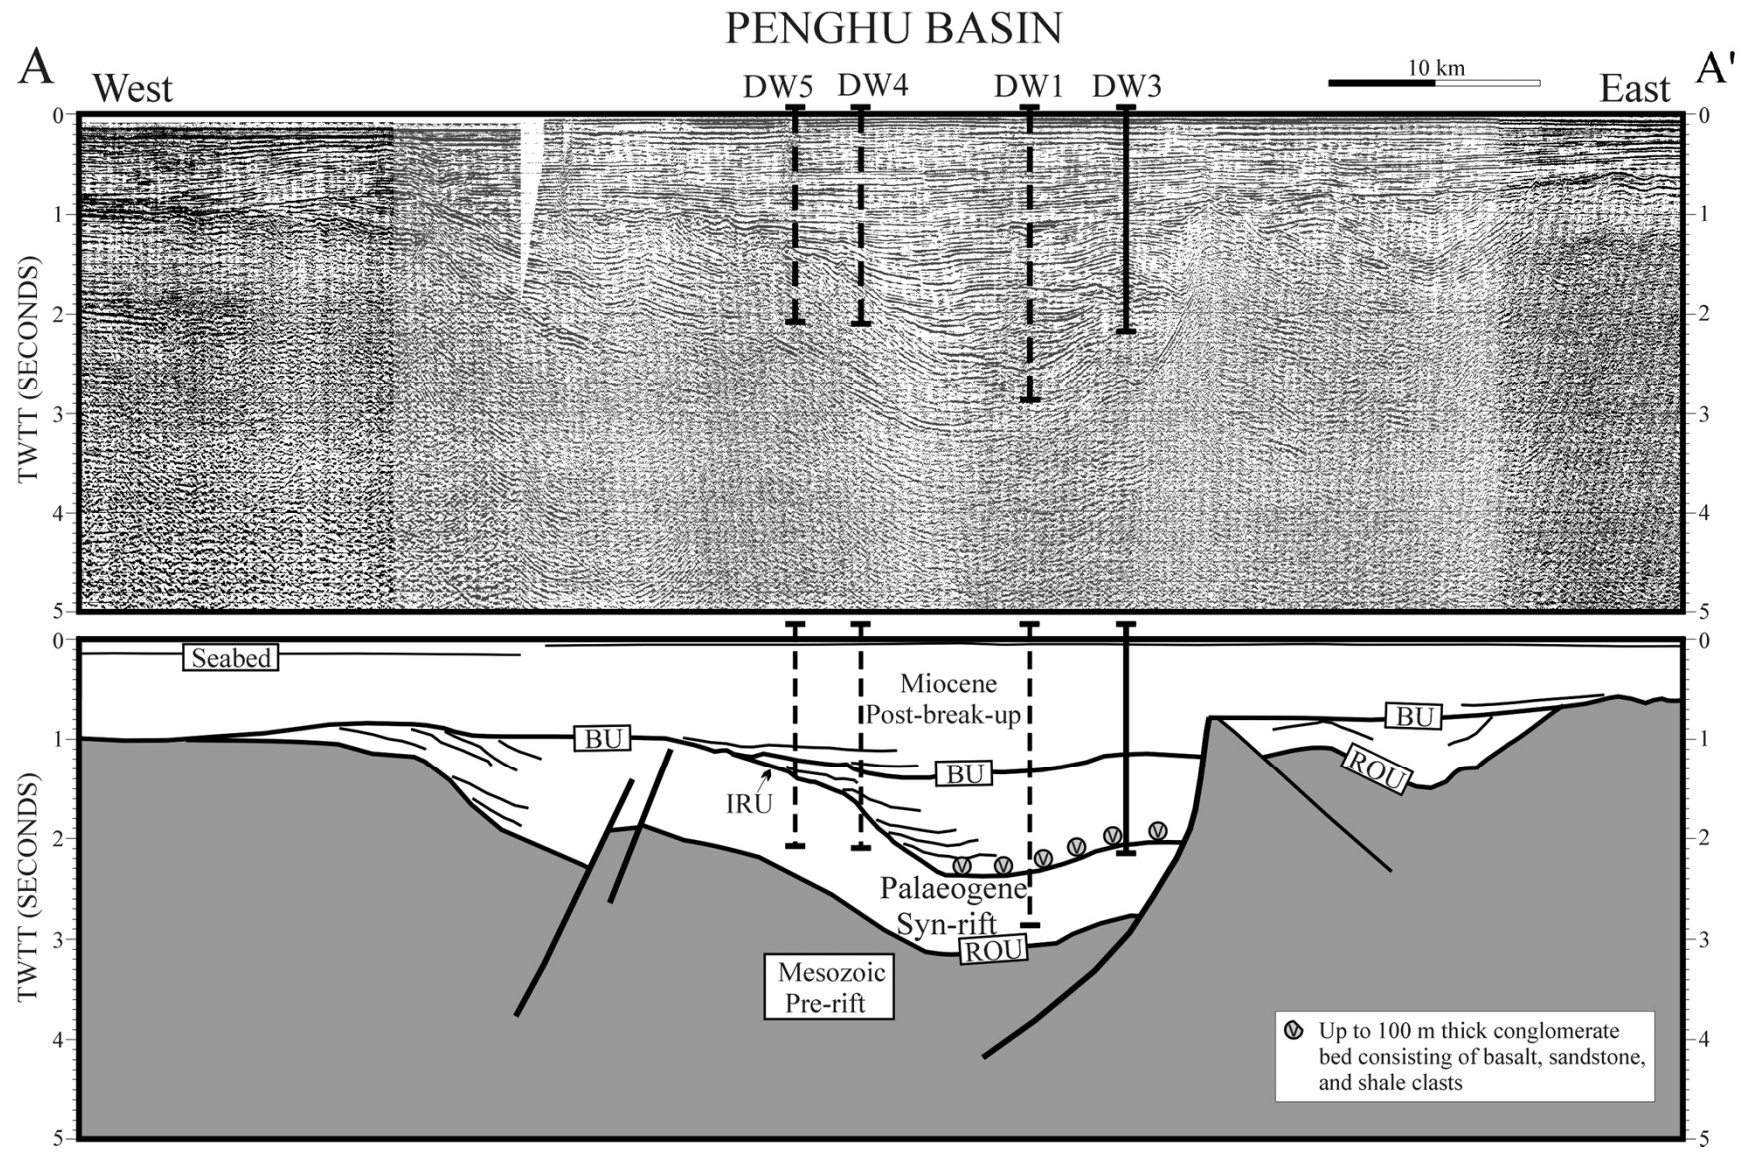 PENGHU BASIN
A
West
DW5
DW4
DW1
DW3
10 km
East
A'
0
1
2
3
4
5
TWTT (SECONDS)
0
1
2
3
4
5
0
1
2
3
4
5
TWTT (SECONDS)
Seabed
Miocene
Post-break-up
BU
BU
BU
IRU
ROU
Palaeogene
Syn-rift
ROU
Mesozoic
Pre-rift
V
V
V
V
V
V
V Up to 100 m thick conglomerate
bed consisting of basalt, sandstone,
and shale clasts
0
1
2
3
4
5